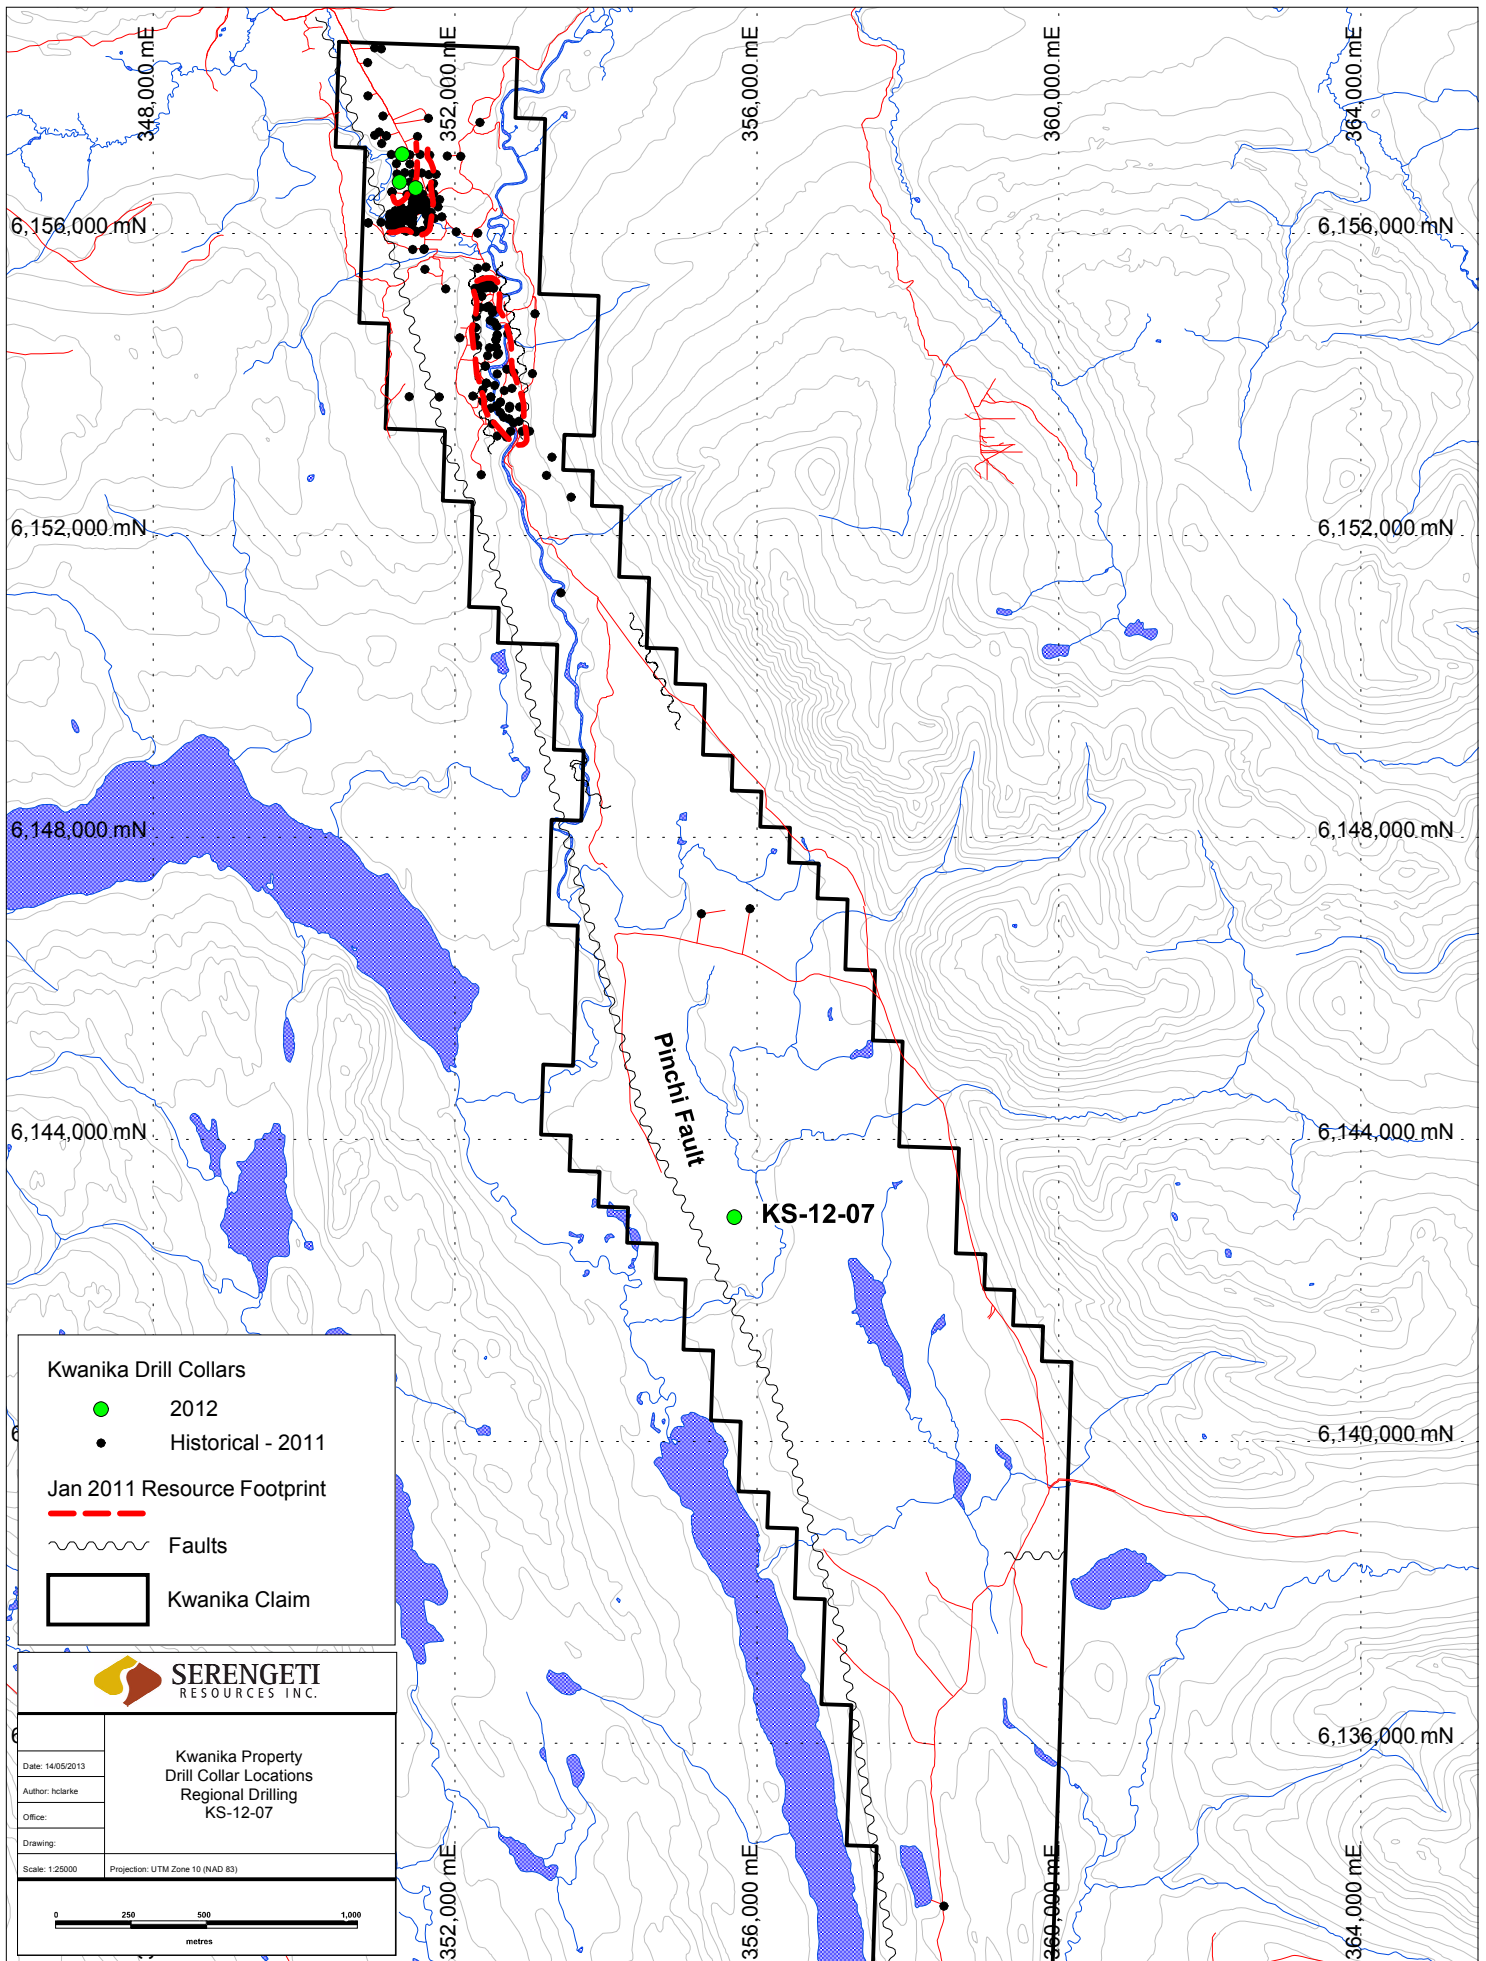 348,000 mE
352,000 mE
356,000 mE
360,000 mE
364,000 mE
6,156,000 mN
6,156,000 mN
6,152,000 mN
6,152,000 mN
6,148,000 mN
6,148,000 mN
Pinchi Fault
6,144,000 mN
6,144,000 mN
KS-12-07
Kwanika Drill Collars
2012
Historical - 2011
Jan 2011 Resource Footprint
Faults
Kwanika Claim
6,140,000 mN
SERENGETI
RESOURCES INC.
6,136,000 mN
Kwanika Property
Drill Collar Locations
Regional Drilling
KS-12-07
Date: 14/05/2013
Author: hclarke
Office:
Drawing:
Scale: 1:25000
Projection: UTM Zone 10 (NAD 83)
0 250 500 1,000
metres
352,000 mE
356,000 mE
360,000 mE
364,000 mE